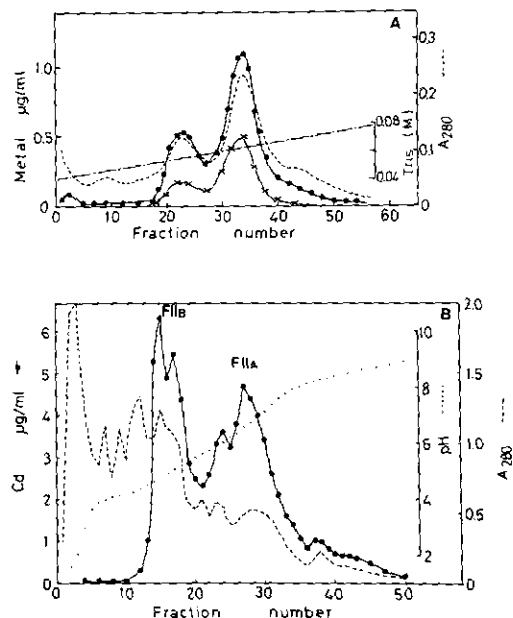 A
Metal µg/ml
1.0
0.5
0
0.3
0.2
0.1
0
A280
0.08
0.04
Tris (M)
0 10 20 30 40 50 60
Fraction number
B
FIIB
FIIA
Cd µg/ml
6
5
4
3
2
1
0
10
8
6
4
2
pH
2.0
1.5
1.0
0.5
0
A280
0 10 20 30 40 50
Fraction number